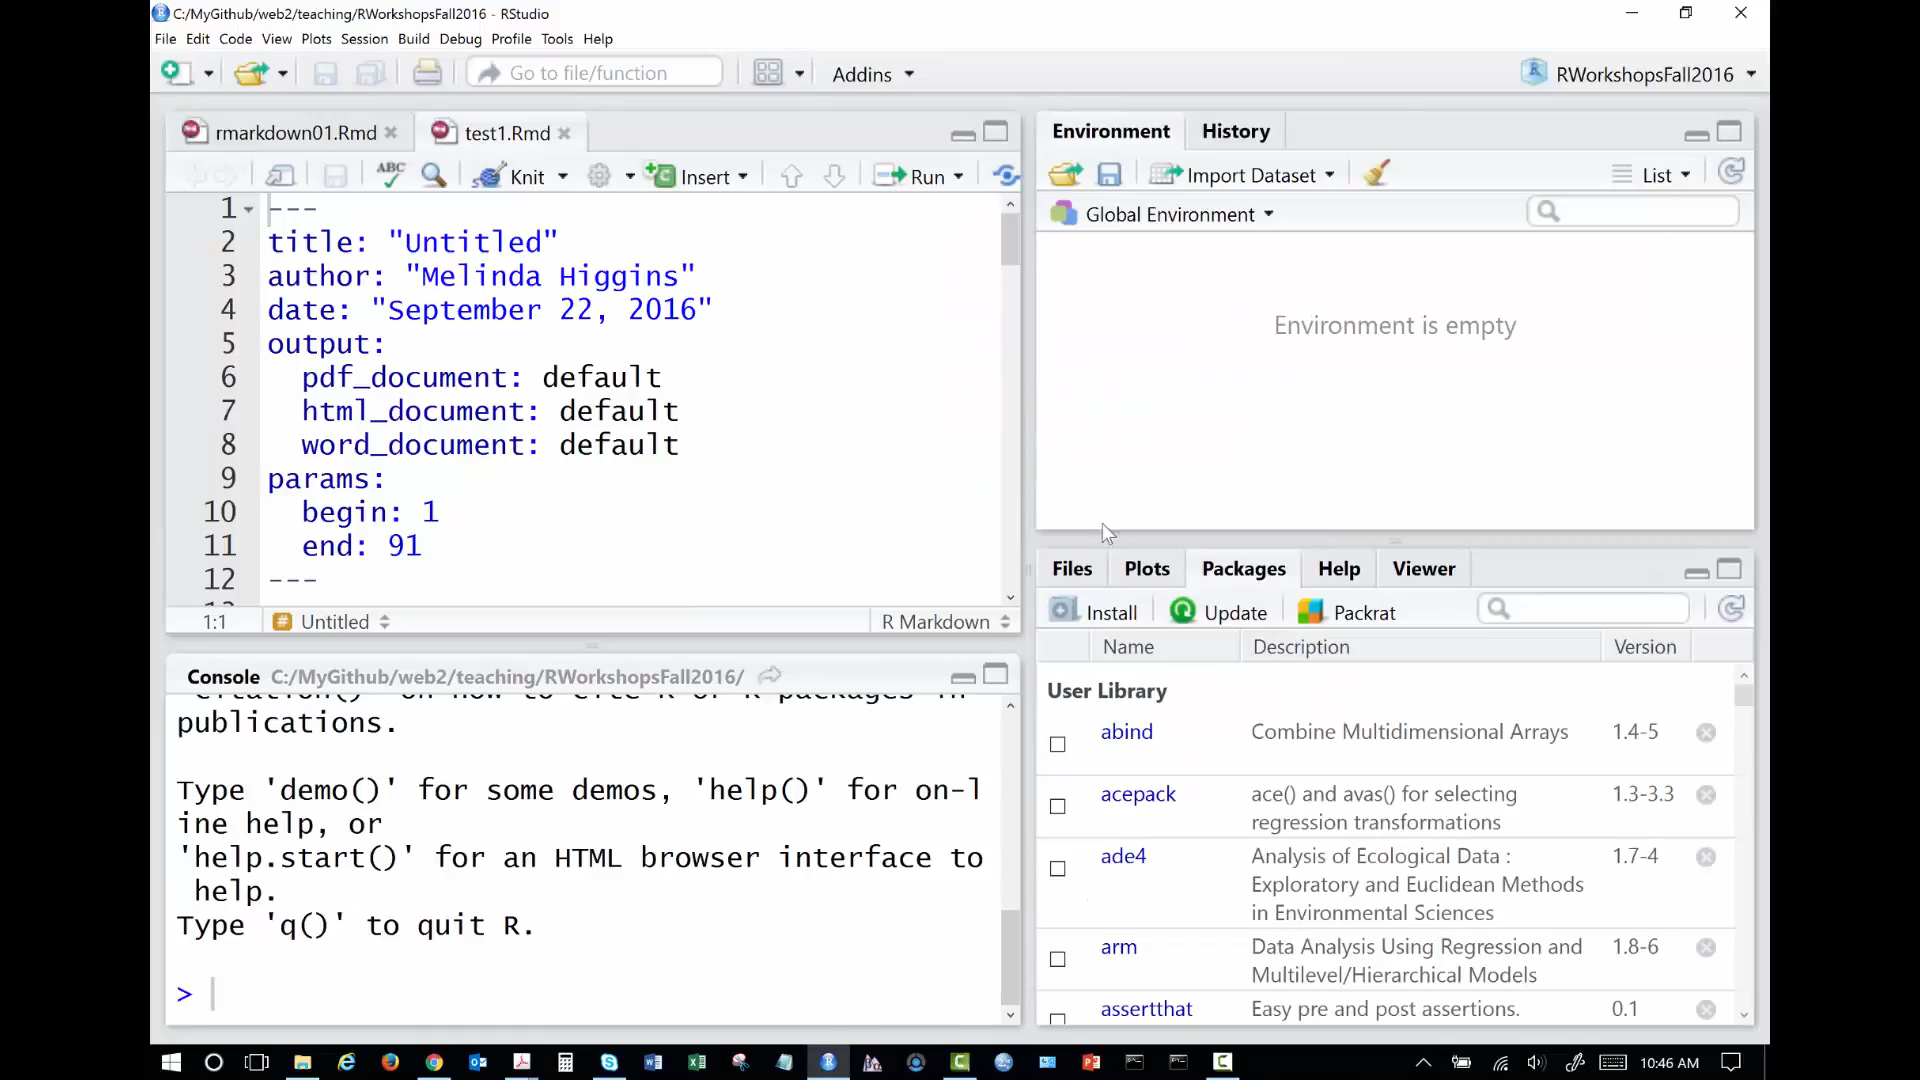 C:/MyGithub/web2/teaching/RWorkshopsFall2016 - RStudio
File Edit Code View Plots Session Build Debug Profile Tools Help
Go to file/function Addins RWorkshopsFall2016
rmarkdown01.Rmd test1.Rmd
ABC Knit Insert Run
1 ---
2 title: "Untitled"
3 author: "Melinda Higgins"
4 date: "September 22, 2016"
5 output:
6 pdf_document: default
7 html_document: default
8 word_document: default
9 params:
10 begin: 1
11 end: 91
12 ---
1:1 # Untitled R Markdown
Console C:/MyGithub/web2/teaching/RWorkshopsFall2016/
'citation()' on how to cite R or R packages in
publications.
Type 'demo()' for some demos, 'help()' for on-l
ine help, or
'help.start()' for an HTML browser interface to
help.
Type 'q()' to quit R.
>
Environment History
Import Dataset List
Global Environment
Environment is empty
Files Plots Packages Help Viewer
Install Update Packrat
Name Description Version
User Library
abind Combine Multidimensional Arrays 1.4-5
acepack ace() and avas() for selecting 1.3-3.3
regression transformations
ade4 Analysis of Ecological Data : 1.7-4
Exploratory and Euclidean Methods
in Environmental Sciences
arm Data Analysis Using Regression and 1.8-6
Multilevel/Hierarchical Models
assertthat Easy pre and post assertions. 0.1
10:46 AM